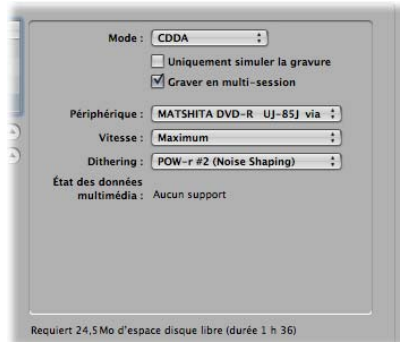 Mode : CDDA
Uniquement simuler la gravure
Graver en multi-session
Périphérique : MATSHITA DVD-R UJ-85J via
Vitesse : Maximum
Dithering : POW-r #2 (Noise Shaping)
État des données
multimédia : Aucun support
Requiert 24,5 Mo d'espace disque libre (durée 1 h 36)